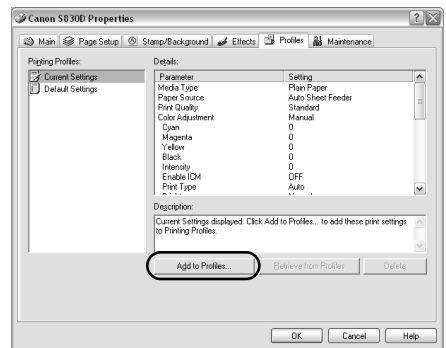 Canon S830D Properties
Main Page Setup Stamp/Background Effects Profiles Maintenance
Printing Profiles:
Current Settings
Default Settings
Details:
Parameter Setting
Media Type Plain Paper
Paper Source Auto Sheet Feeder
Print Quality Standard
Color Adjustment Manual
Cyan 0
Magenta 0
Yellow 0
Black 0
Intensity 0
Enable ICM OFF
Print Type Auto
Description:
Current Settings displayed. Click Add to Profiles... to add these print settings
to Printing Profiles.
Add to Profiles... Retrieve from Profiles Delete
OK Cancel Help